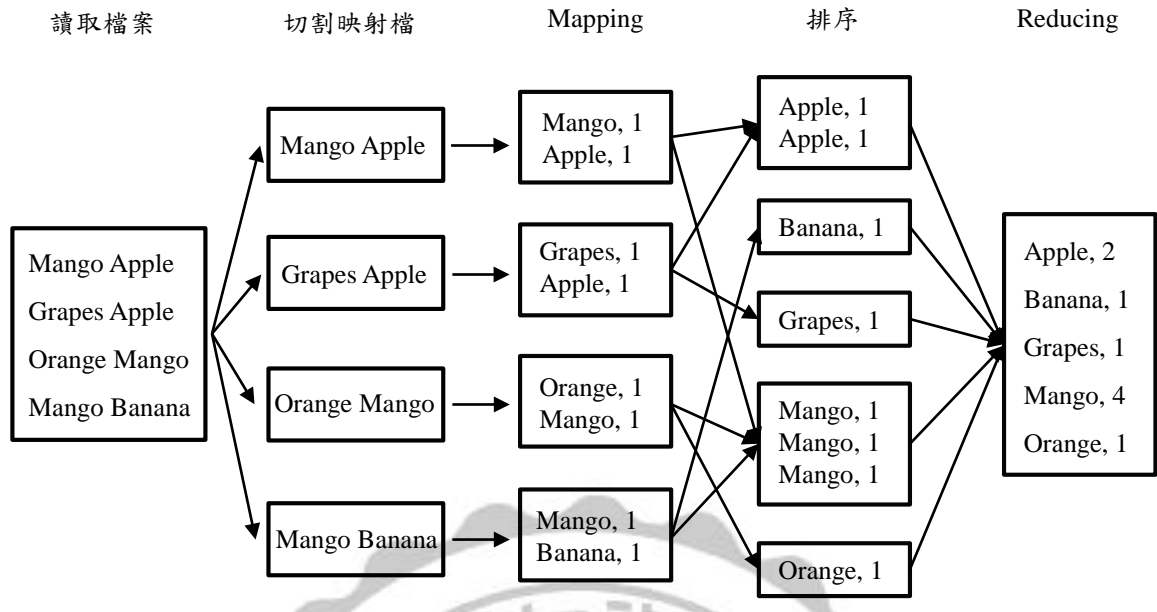 讀取檔案
切割映射檔
Mapping
排序
Reducing
Mango Apple
Grapes Apple
Orange Mango
Mango Banana
Mango Apple
Grapes Apple
Orange Mango
Mango Banana
Mango, 1
Apple, 1
Grapes, 1
Apple, 1
Orange, 1
Mango, 1
Mango, 1
Banana, 1
Apple, 1
Apple, 1
Banana, 1
Grapes, 1
Mango, 1
Mango, 1
Mango, 1
Orange, 1
Apple, 2
Banana, 1
Grapes, 1
Mango, 4
Orange, 1